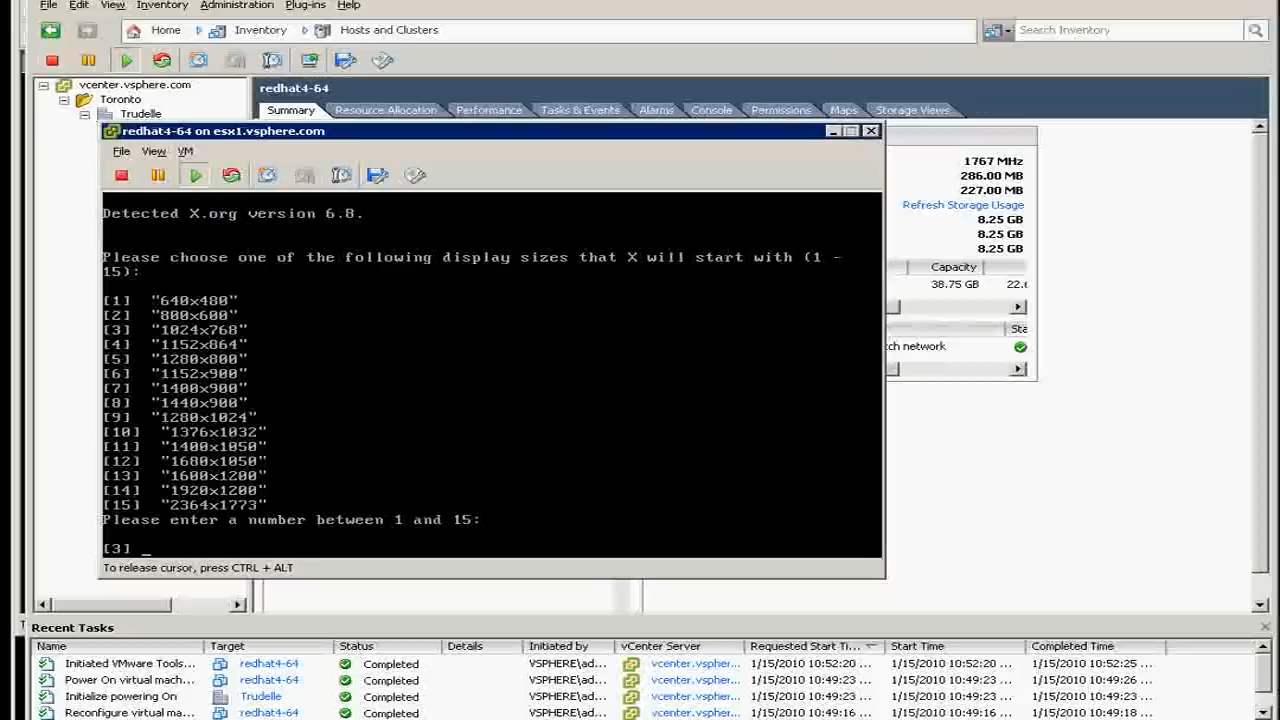 File Edit View Inventory Administration Plug-ins Help
Home Inventory Hosts and Clusters Search Inventory
vcenter.vsphere.com
Toronto
Trudelle
redhat4-64
Summary Resource Allocation Performance Tasks & Events Alarms Console Permissions Maps Storage Views
redhat4-64 on esx1.vsphere.com
File View VM
1767 MHz
286.00 MB
227.00 MB
Refresh Storage Usage
8.25 GB
8.25 GB
8.25 GB
Capacity
38.75 GB 22.6
Sta
tch network
Detected X.org version 6.8.
Please choose one of the following display sizes that X will start with (1 -
15):
[1] "640x480"
[2] "800x600"
[3] "1024x768"
[4] "1152x864"
[5] "1280x800"
[6] "1152x900"
[7] "1400x900"
[8] "1440x900"
[9] "1280x1024"
[10] "1376x1032"
[11] "1400x1050"
[12] "1680x1050"
[13] "1600x1200"
[14] "1920x1200"
[15] "2364x1773"
Please enter a number between 1 and 15:
[3] _
To release cursor, press CTRL + ALT
Recent Tasks
Name Target Status Details Initiated by vCenter Server Requested Start Ti... Start Time Completed Time
Initiated VMware Tools... redhat4-64 Completed VSPHERE\ad... vcenter.vspher... 1/15/2010 10:52:20 ... 1/15/2010 10:52:20 ... 1/15/2010 10:52:25 ...
Power On virtual mach... redhat4-64 Completed VSPHERE\ad... vcenter.vspher... 1/15/2010 10:49:23 ... 1/15/2010 10:49:23 ... 1/15/2010 10:49:26 ...
Initialize powering On Trudelle Completed VSPHERE\ad... vcenter.vspher... 1/15/2010 10:49:23 ... 1/15/2010 10:49:23 ... 1/15/2010 10:49:23 ...
Reconfigure virtual ma... redhat4-64 Completed VSPHERE\ad... vcenter.vspher... 1/15/2010 10:49:16 ... 1/15/2010 10:49:16 ... 1/15/2010 10:49:18 ...